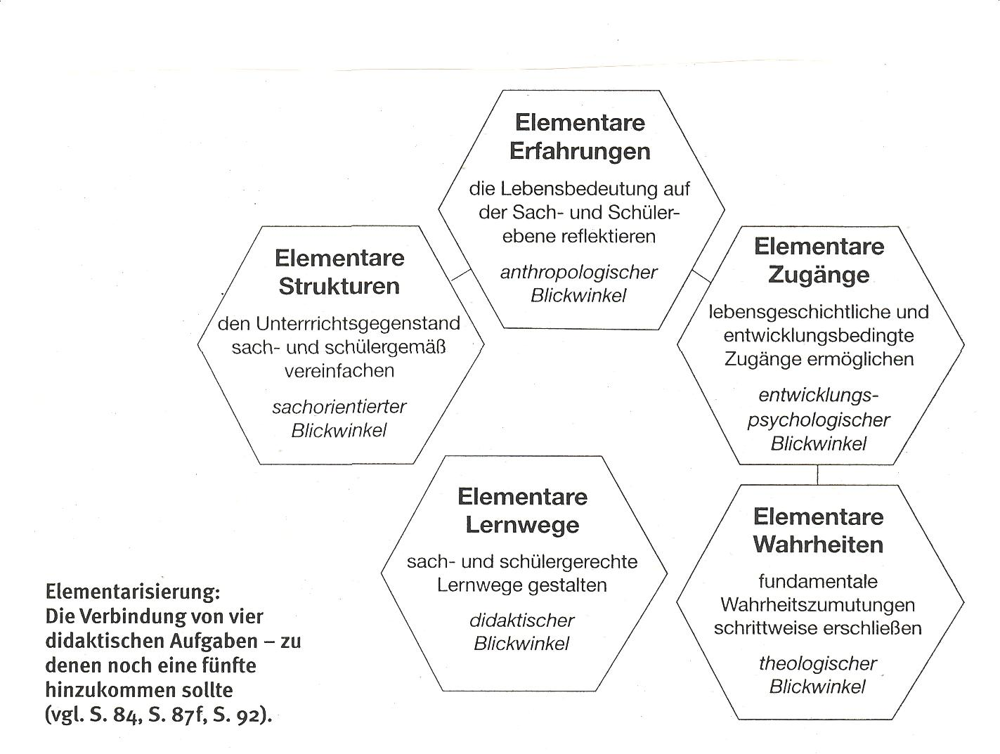 Elementare
Erfahrungen
die Lebensbedeutung auf
der Sach- und Schüler-
ebene reflektieren
anthropologischer
Blickwinkel
Elementare
Strukturen
den Unterrrichtsgegenstand
sach- und schülergemäß
vereinfachen
sachorientierter
Blickwinkel
Elementare
Zugänge
lebensgeschichtliche und
entwicklungsbedingte
Zugänge ermöglichen
entwicklungs-
psychologischer
Blickwinkel
Elementare
Lernwege
sach- und schülergerechte
Lernwege gestalten
didaktischer
Blickwinkel
Elementare
Wahrheiten
fundamentale
Wahrheitszumutungen
schrittweise erschließen
theologischer
Blickwinkel
Elementarisierung:
Die Verbindung von vier
didaktischen Aufgaben – zu
denen noch eine fünfte
hinzukommen sollte
(vgl. S. 84, S. 87f, S. 92).